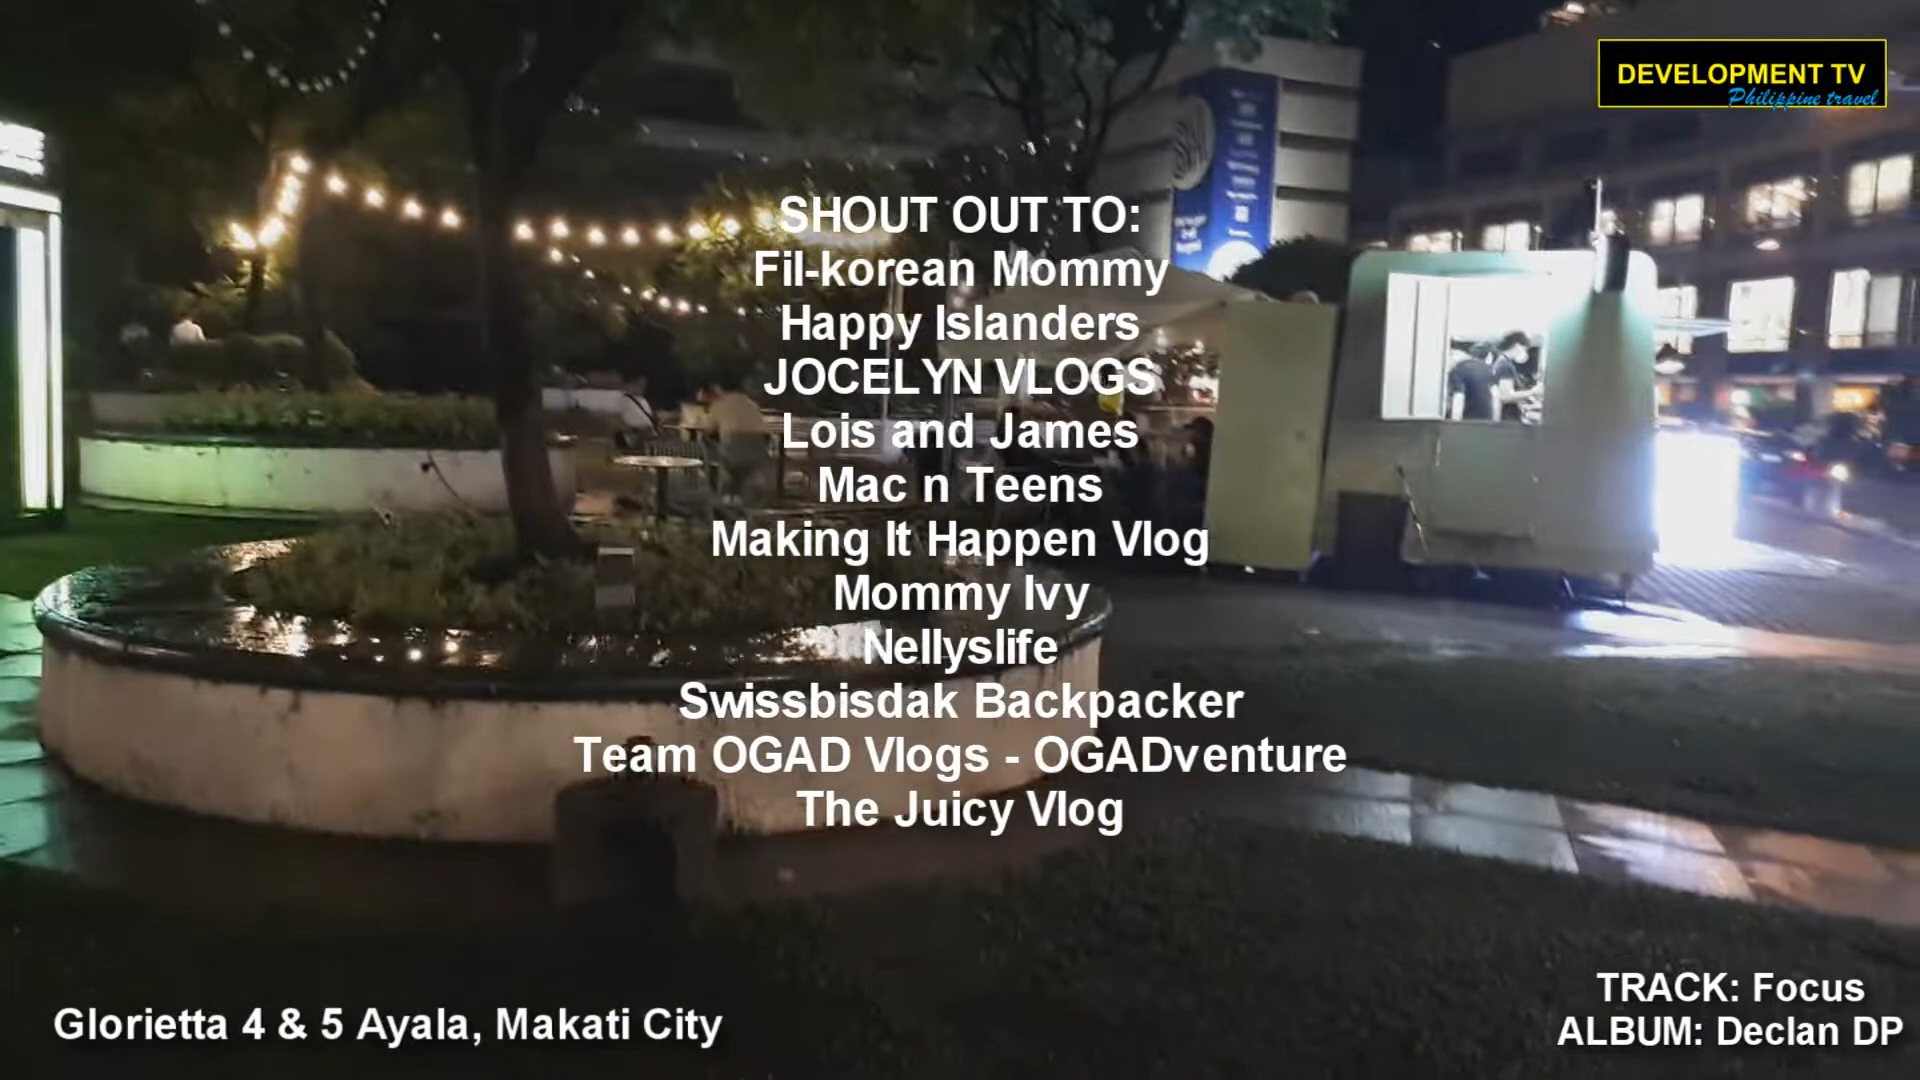 DEVELOPMENT TV
Philippine travel
SM
SHOUT OUT TO:
Fil-korean Mommy
Happy Islanders
JOCELYN VLOGS
Lois and James
Mac n Teens
Making It Happen Vlog
Mommy Ivy
Nellyslife
Swissbisdak Backpacker
Team OGAD Vlogs - OGADventure
The Juicy Vlog
Glorietta 4 & 5 Ayala, Makati City
TRACK: Focus
ALBUM: Declan DP